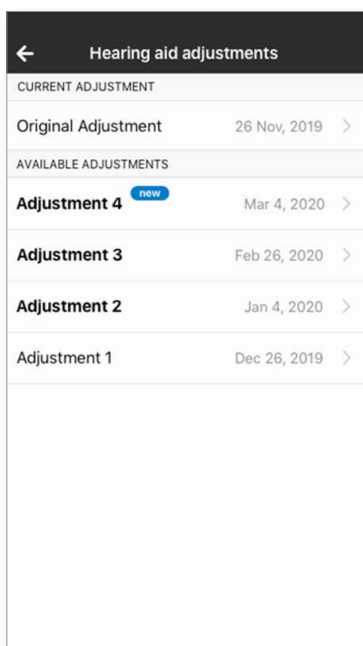 Hearing aid adjustments
CURRENT ADJUSTMENT
Original Adjustment 26 Nov, 2019
AVAILABLE ADJUSTMENTS
Adjustment 4 new Mar 4, 2020
Adjustment 3 Feb 26, 2020
Adjustment 2 Jan 4, 2020
Adjustment 1 Dec 26, 2019